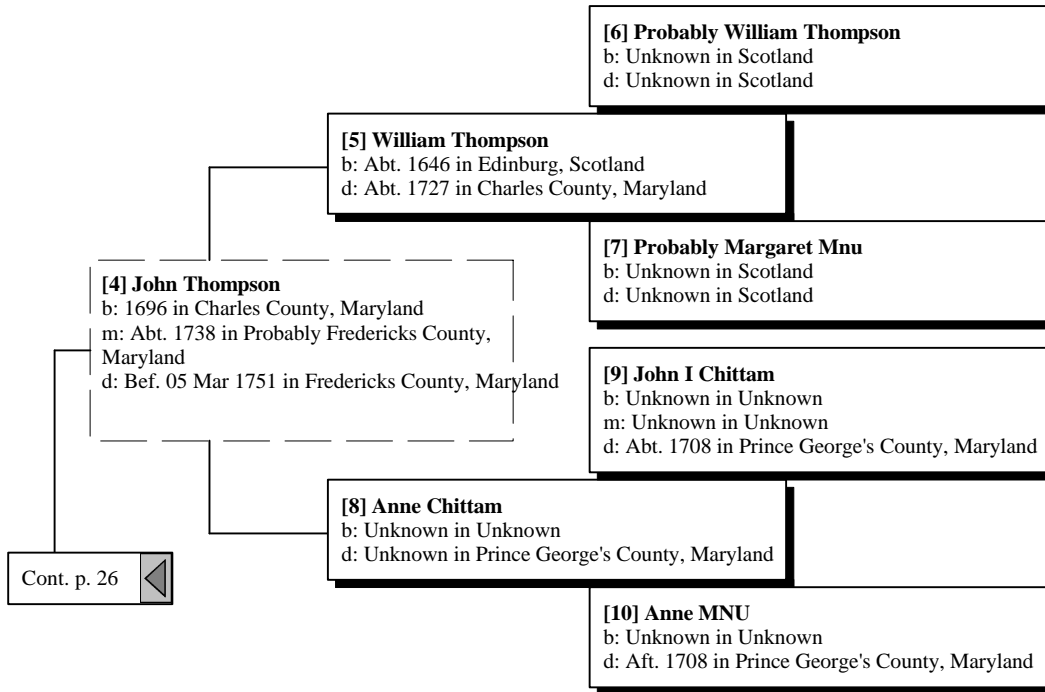 [6] Probably William Thompson
b: Unknown in Scotland
d: Unknown in Scotland
[5] William Thompson
b: Abt. 1646 in Edinburg, Scotland
d: Abt. 1727 in Charles County, Maryland
[7] Probably Margaret Mnu
b: Unknown in Scotland
d: Unknown in Scotland
[4] John Thompson
b: 1696 in Charles County, Maryland
m: Abt. 1738 in Probably Fredericks County,
Maryland
d: Bef. 05 Mar 1751 in Fredericks County, Maryland
[9] John I Chittam
b: Unknown in Unknown
m: Unknown in Unknown
d: Abt. 1708 in Prince George's County, Maryland
[8] Anne Chittam
b: Unknown in Unknown
d: Unknown in Prince George's County, Maryland
Cont. p. 26
[10] Anne MNU
b: Unknown in Unknown
d: Aft. 1708 in Prince George's County, Maryland